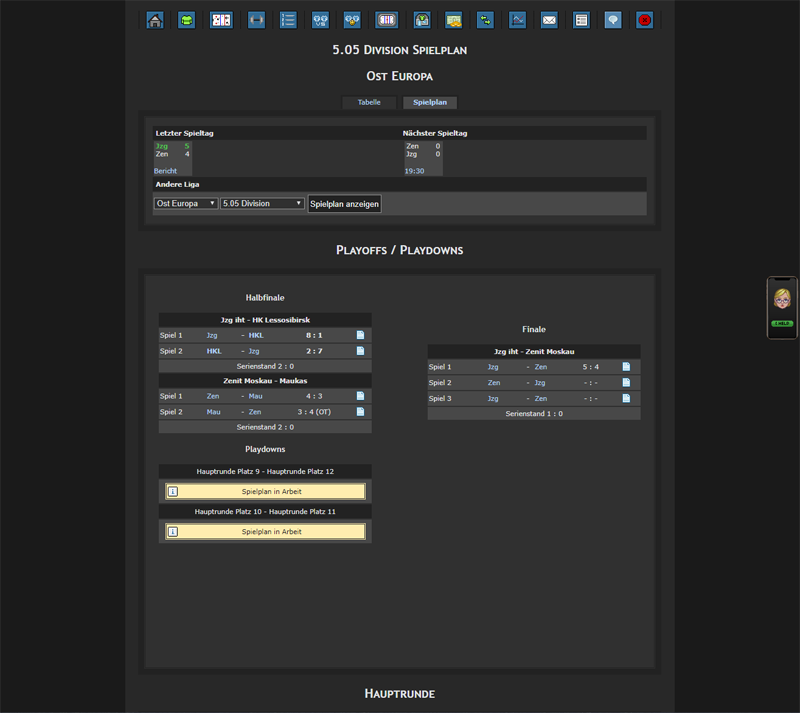 5.05 Division Spielplan
Ost Europa
Tabelle Spielplan
Letzter Spieltag Nächster Spieltag
Jzg 5 Zen 0
Zen 4 Jzg 0
Bericht 19:30
Andere Liga
Ost Europa 5.05 Division Spielplan anzeigen
Playoffs / Playdowns
Halbfinale
Jzg iht - HK Lessosibirsk
Spiel 1 Jzg - HKL 8 : 1
Spiel 2 HKL - Jzg 2 : 7
Serienstand 2 : 0
Zenit Moskau - Maukas
Spiel 1 Zen - Mau 4 : 3
Spiel 2 Mau - Zen 3 : 4 (OT)
Serienstand 2 : 0
Playdowns
Hauptrunde Platz 9 - Hauptrunde Platz 12
Spielplan in Arbeit
Hauptrunde Platz 10 - Hauptrunde Platz 11
Spielplan in Arbeit
Finale
Jzg iht - Zenit Moskau
Spiel 1 Jzg - Zen 5 : 4
Spiel 2 Zen - Jzg - : -
Spiel 3 Jzg - Zen - : -
Serienstand 1 : 0
Hauptrunde